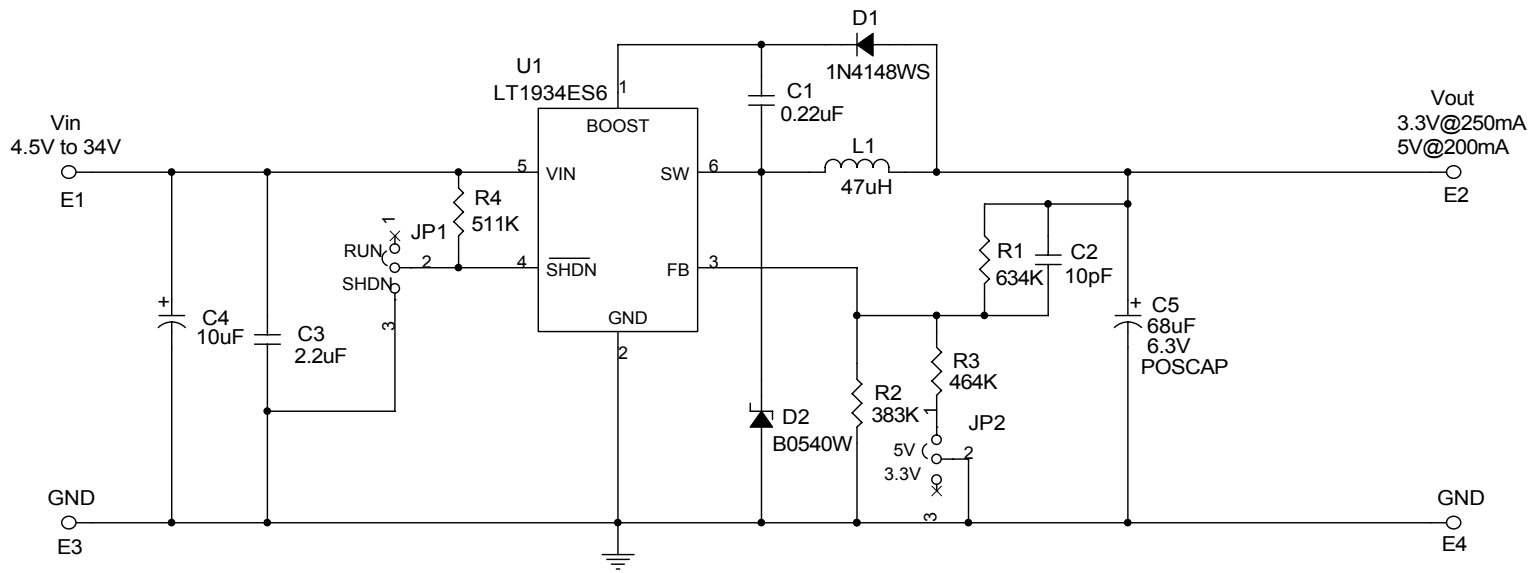 D1
1N4148WS
U1
LT1934ES6
1
C1
0.22uF
Vout
3.3V@250mA
5V@200mA
Vin
4.5V to 34V
BOOST
L1
47uH
5
VIN
SW
6
E1
E2
R4
511K
1
JP1
RUN
2
SHDN
3
4
SHDN
FB
3
R1
634K
C2
10pF
GND
2
+
C4
10uF
C3
2.2uF
+
C5
68uF
6.3V
POSCAP
R3
464K
R2
383K
D2
B0540W
1
JP2
5V
2
3.3V
3
GND
E3
GND
E4